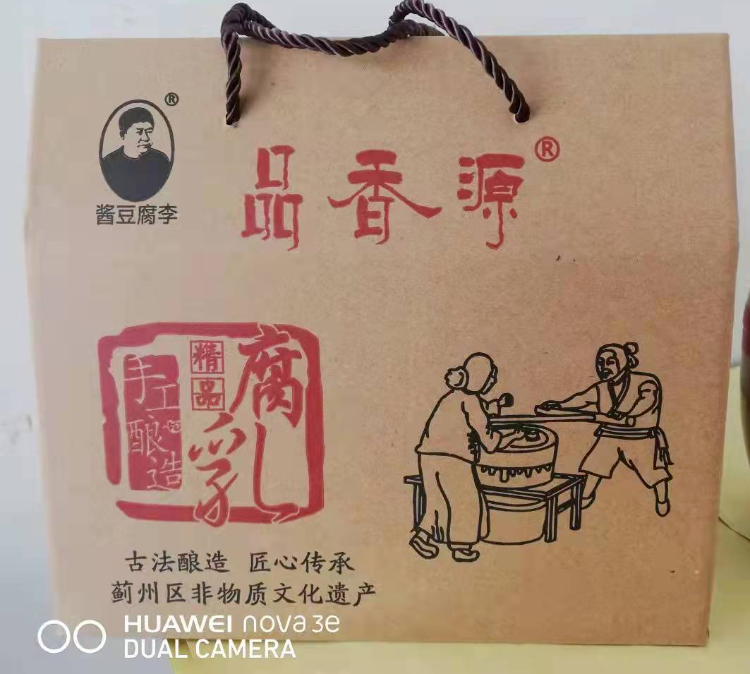 ®
酱豆腐李
品香源®
腐乳
精品
手工
酿造
古法酿造 匠心传承
蓟州区非物质文化遗产
HUAWEI nova 3e
DUAL CAMERA